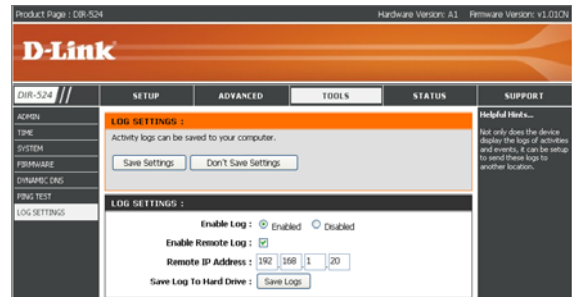 Product Page : DIR-524 Hardware Version: A1 Firmware Version: v1.01CN
D-Link
DIR-524 // SETUP ADVANCED TOOLS STATUS SUPPORT
ADMIN
TIME
SYSTEM
FIRMWARE
DYNAMIC DNS
PING TEST
LOG SETTINGS
LOG SETTINGS :
Activity logs can be saved to your computer.
Save Settings Don't Save Settings
LOG SETTINGS :
Enable Log : Enabled Disabled
Enable Remote Log :
Remote IP Address : 192 .168 .1 .20
Save Log To Hard Drive : Save Logs
Helpful Hints...
Not only does the device
display the logs of activities
and events, it can be setup
to send these logs to
another location.